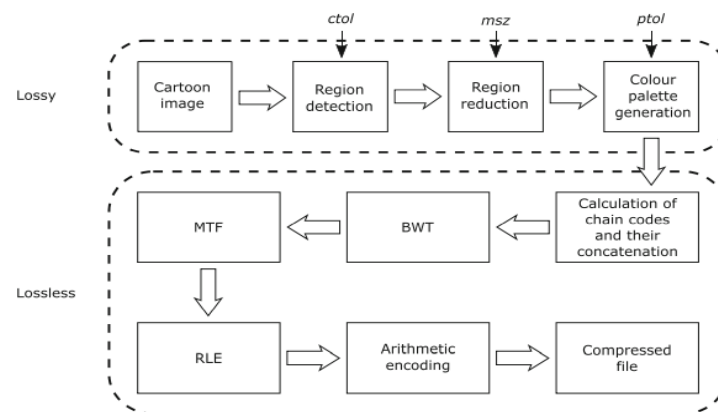 ctol
msz
ptol
Lossy
Cartoon
image
Region
detection
Region
reduction
Colour
palette
generation
Lossless
MTF
BWT
Calculation of
chain codes
and their
concatenation
RLE
Arithmetic
encoding
Compressed
file